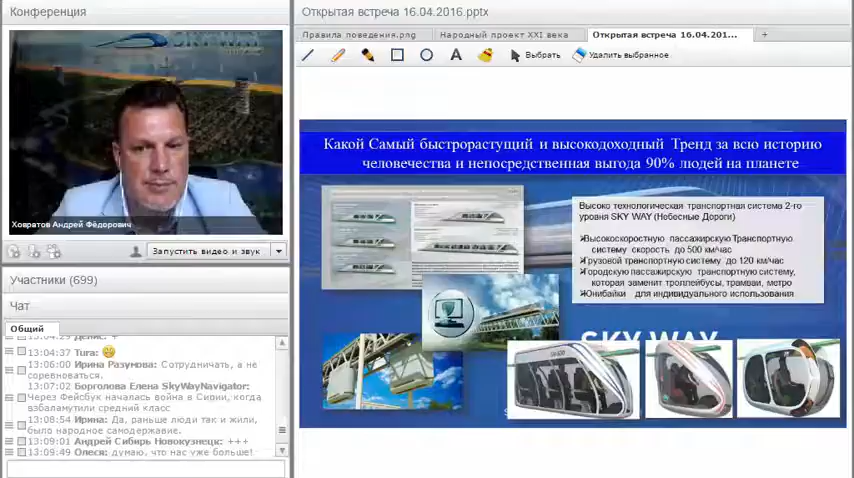 Конференция
SKYWAY
Ховратов Андрей Фёдорович
Запустить видео и звук
Участники (699)
Чат
Общий
13:04:29 Денис: +
13:04:37 Tura:
13:06:00 Ирина Разумова: Сотрудничать, а не
соревноваться.
13:07:02 Борголова Елена SkyWayNavigator:
Через Фейсбук началась война в Сирии, когда
взбаламутили средний класс
13:08:54 Ирина: Да, раньше люди так и жили,
было народное самодержавие.
13:09:01 Андрей Сибирь Новокузнецк: +++
13:09:49 Олеся: думаю, что нас уже больше!
Открытая встреча 16.04.2016.pptx
Правила поведения.png
Народный проект XXI века
Открытая встреча 16.04.201...
+
A
Выбрать
Удалить выбранное
Какой Самый быстрорастущий и высокодоходный Тренд за всю историю
человечества и непосредственная выгода 90% людей на планете
Высоко технологическая транспортная система 2-го
уровня SKY WAY (Небесные Дороги)
Высокоскоростную пассажирскую Транспортную
систему скорость до 500 км/час
Грузовой транспортную систему до 120 км/час
Городскую пассажирскую транспортную систему,
которая заменит троллейбусы, трамваи, метро
Юнибайки для индивидуального использования
SKY WAY